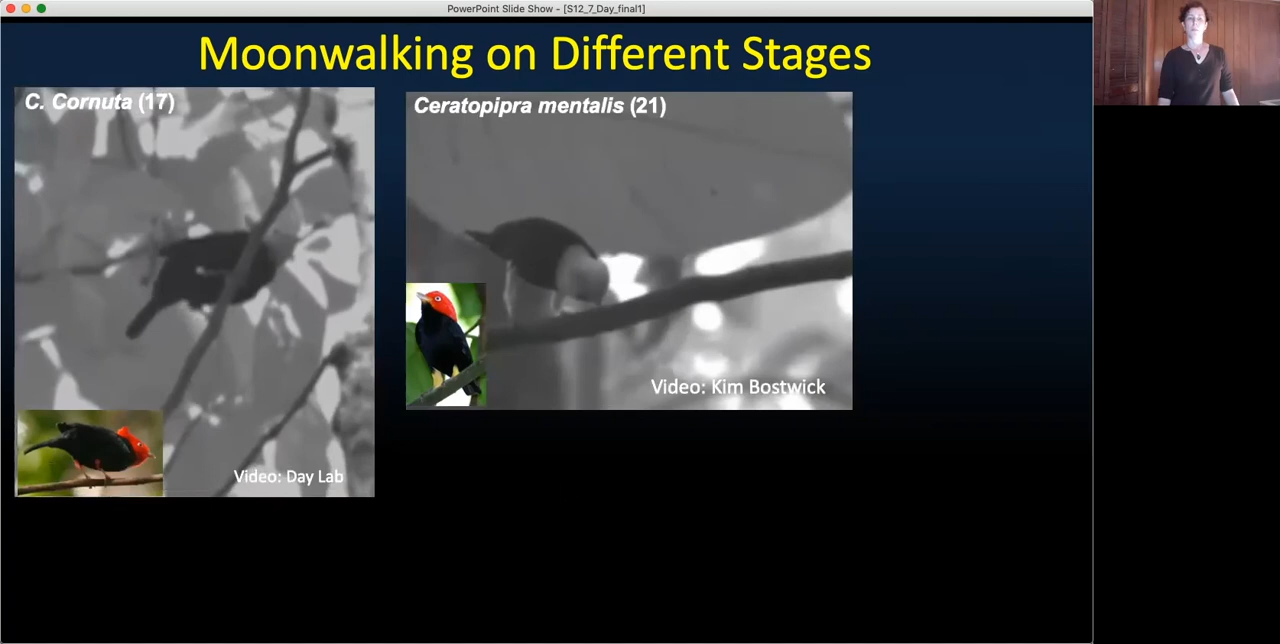 PowerPoint Slide Show - [S12_7_Day_final1]
Moonwalking on Different Stages
C. Cornuta (17)
Ceratopipra mentalis (21)
Video: Kim Bostwick
Video: Day Lab